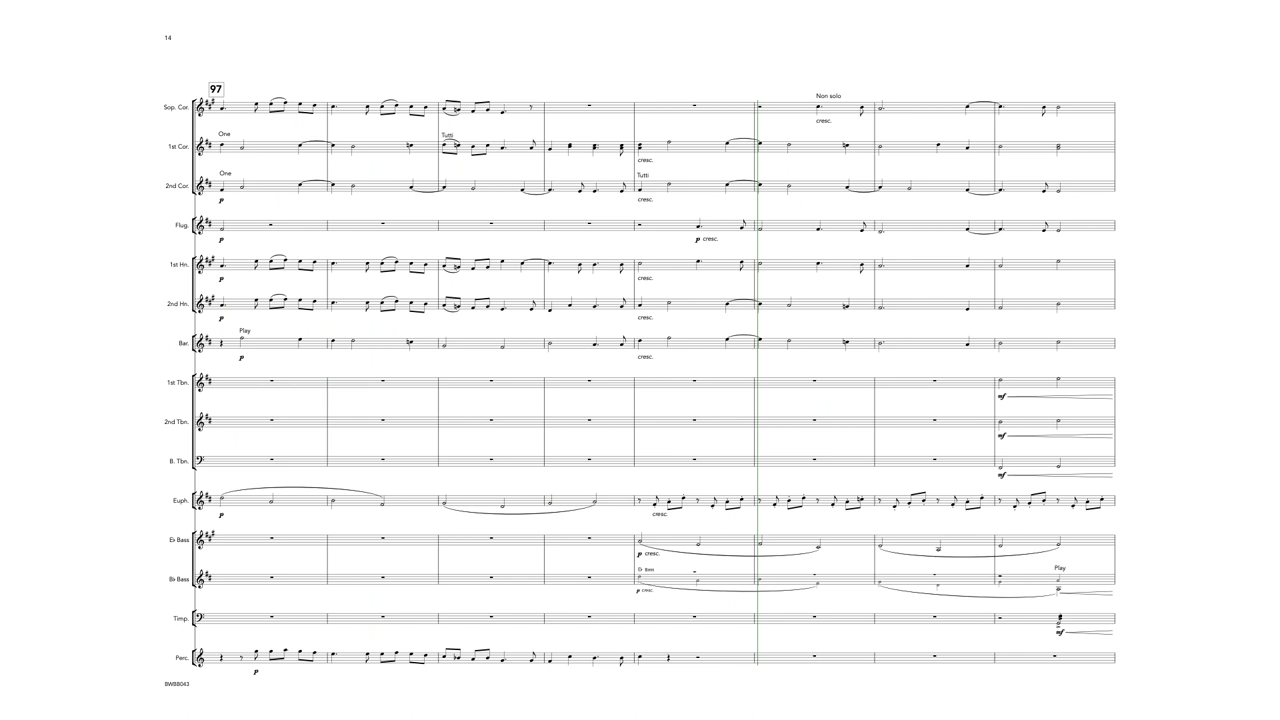 14
97
Sop. Cor.
Non solo
cresc.
1st Cor.
One
Tutti
cresc.
2nd Cor.
One
Tutti
p
cresc.
Flug.
p
p cresc.
1st Hn.
p
cresc.
2nd Hn.
p
cresc.
Bar.
Play
p
cresc.
1st Tbn.
mf
2nd Tbn.
mf
B. Tbn.
mf
Euph.
p
cresc.
E♭ Bass
p cresc.
B♭ Bass
E♭ Bass
Play
p cresc.
Timp.
mf
Perc.
p
BWBB043